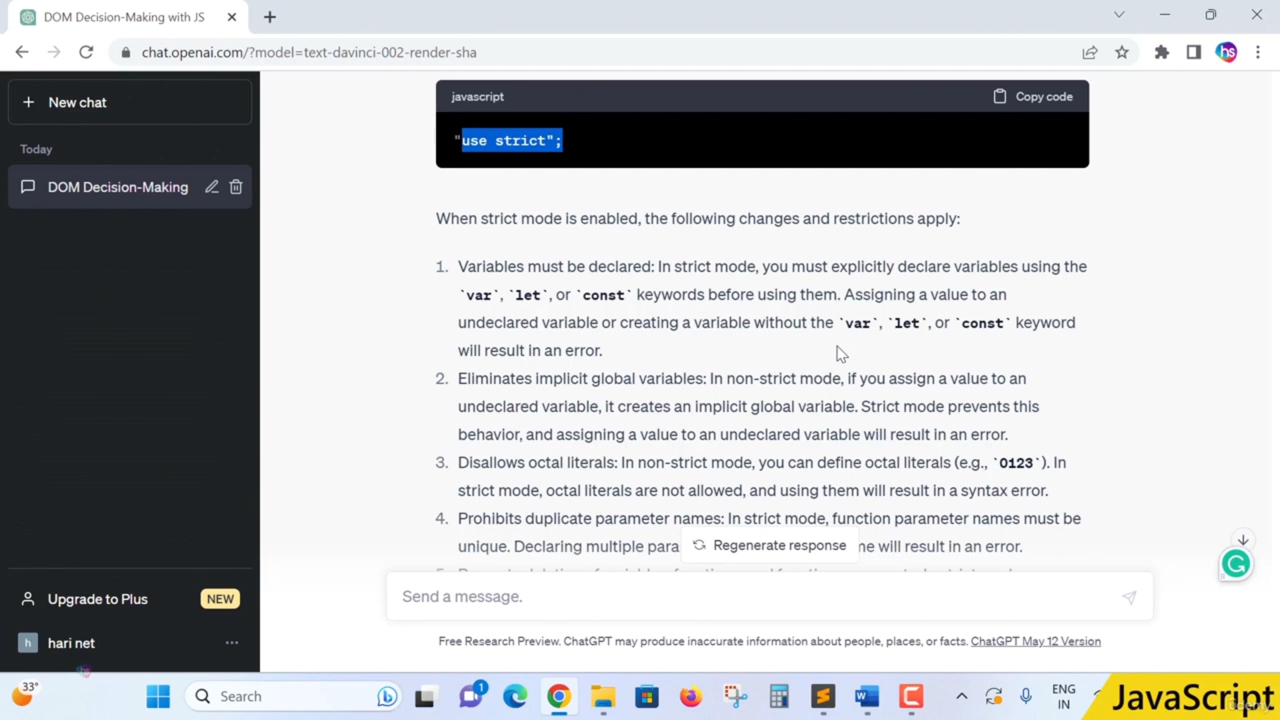 DOM Decision-Making with JS
chat.openai.com/?model=text-davinci-002-render-sha
hs
New chat
Today
DOM Decision-Making
javascript
Copy code
"use strict";
When strict mode is enabled, the following changes and restrictions apply:
1. Variables must be declared: In strict mode, you must explicitly declare variables using the
`var`, `let`, or `const` keywords before using them. Assigning a value to an
undeclared variable or creating a variable without the `var`, `let`, or `const` keyword
will result in an error.
2. Eliminates implicit global variables: In non-strict mode, if you assign a value to an
undeclared variable, it creates an implicit global variable. Strict mode prevents this
behavior, and assigning a value to an undeclared variable will result in an error.
3. Disallows octal literals: In non-strict mode, you can define octal literals (e.g., `0123`). In
strict mode, octal literals are not allowed, and using them will result in a syntax error.
4. Prohibits duplicate parameter names: In strict mode, function parameter names must be
unique. Declaring multiple para
me will result in an error.
Regenerate response
Send a message.
Free Research Preview. ChatGPT may produce inaccurate information about people, places, or facts. ChatGPT May 12 Version
Upgrade to Plus
NEW
h
hari net
33°
Search
1
ENG
IN
JavaScript